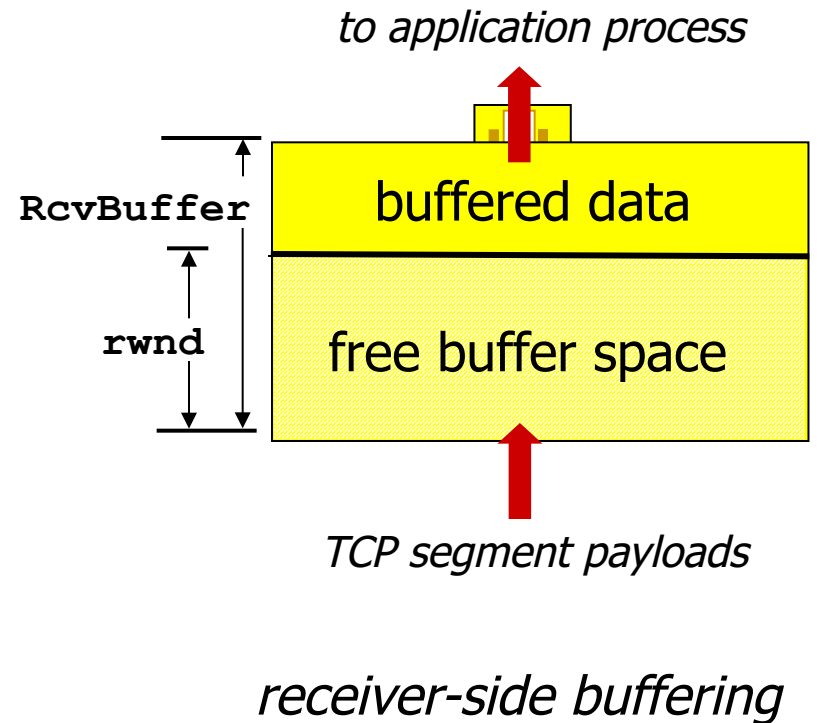 to application process
RcvBuffer
buffered data
rwnd
free buffer space
TCP segment payloads
receiver-side buffering